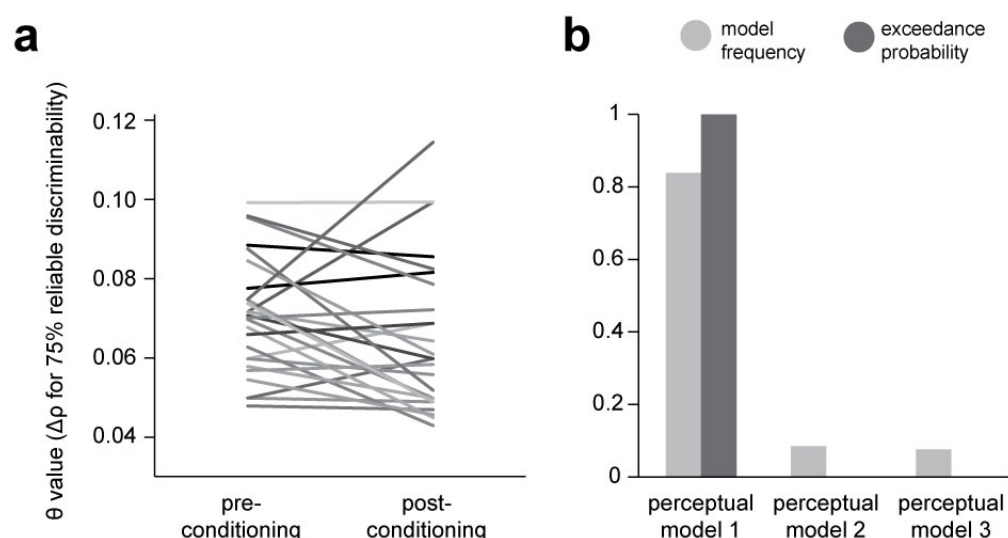 a
θ value (Δρ for 75% reliable discriminability)
0.12
0.10
0.08
0.06
0.04
pre-
conditioning
post-
conditioning
b
model
frequency
exceedance
probability
1
0.8
0.6
0.4
0.2
0
perceptual
model 1
perceptual
model 2
perceptual
model 3